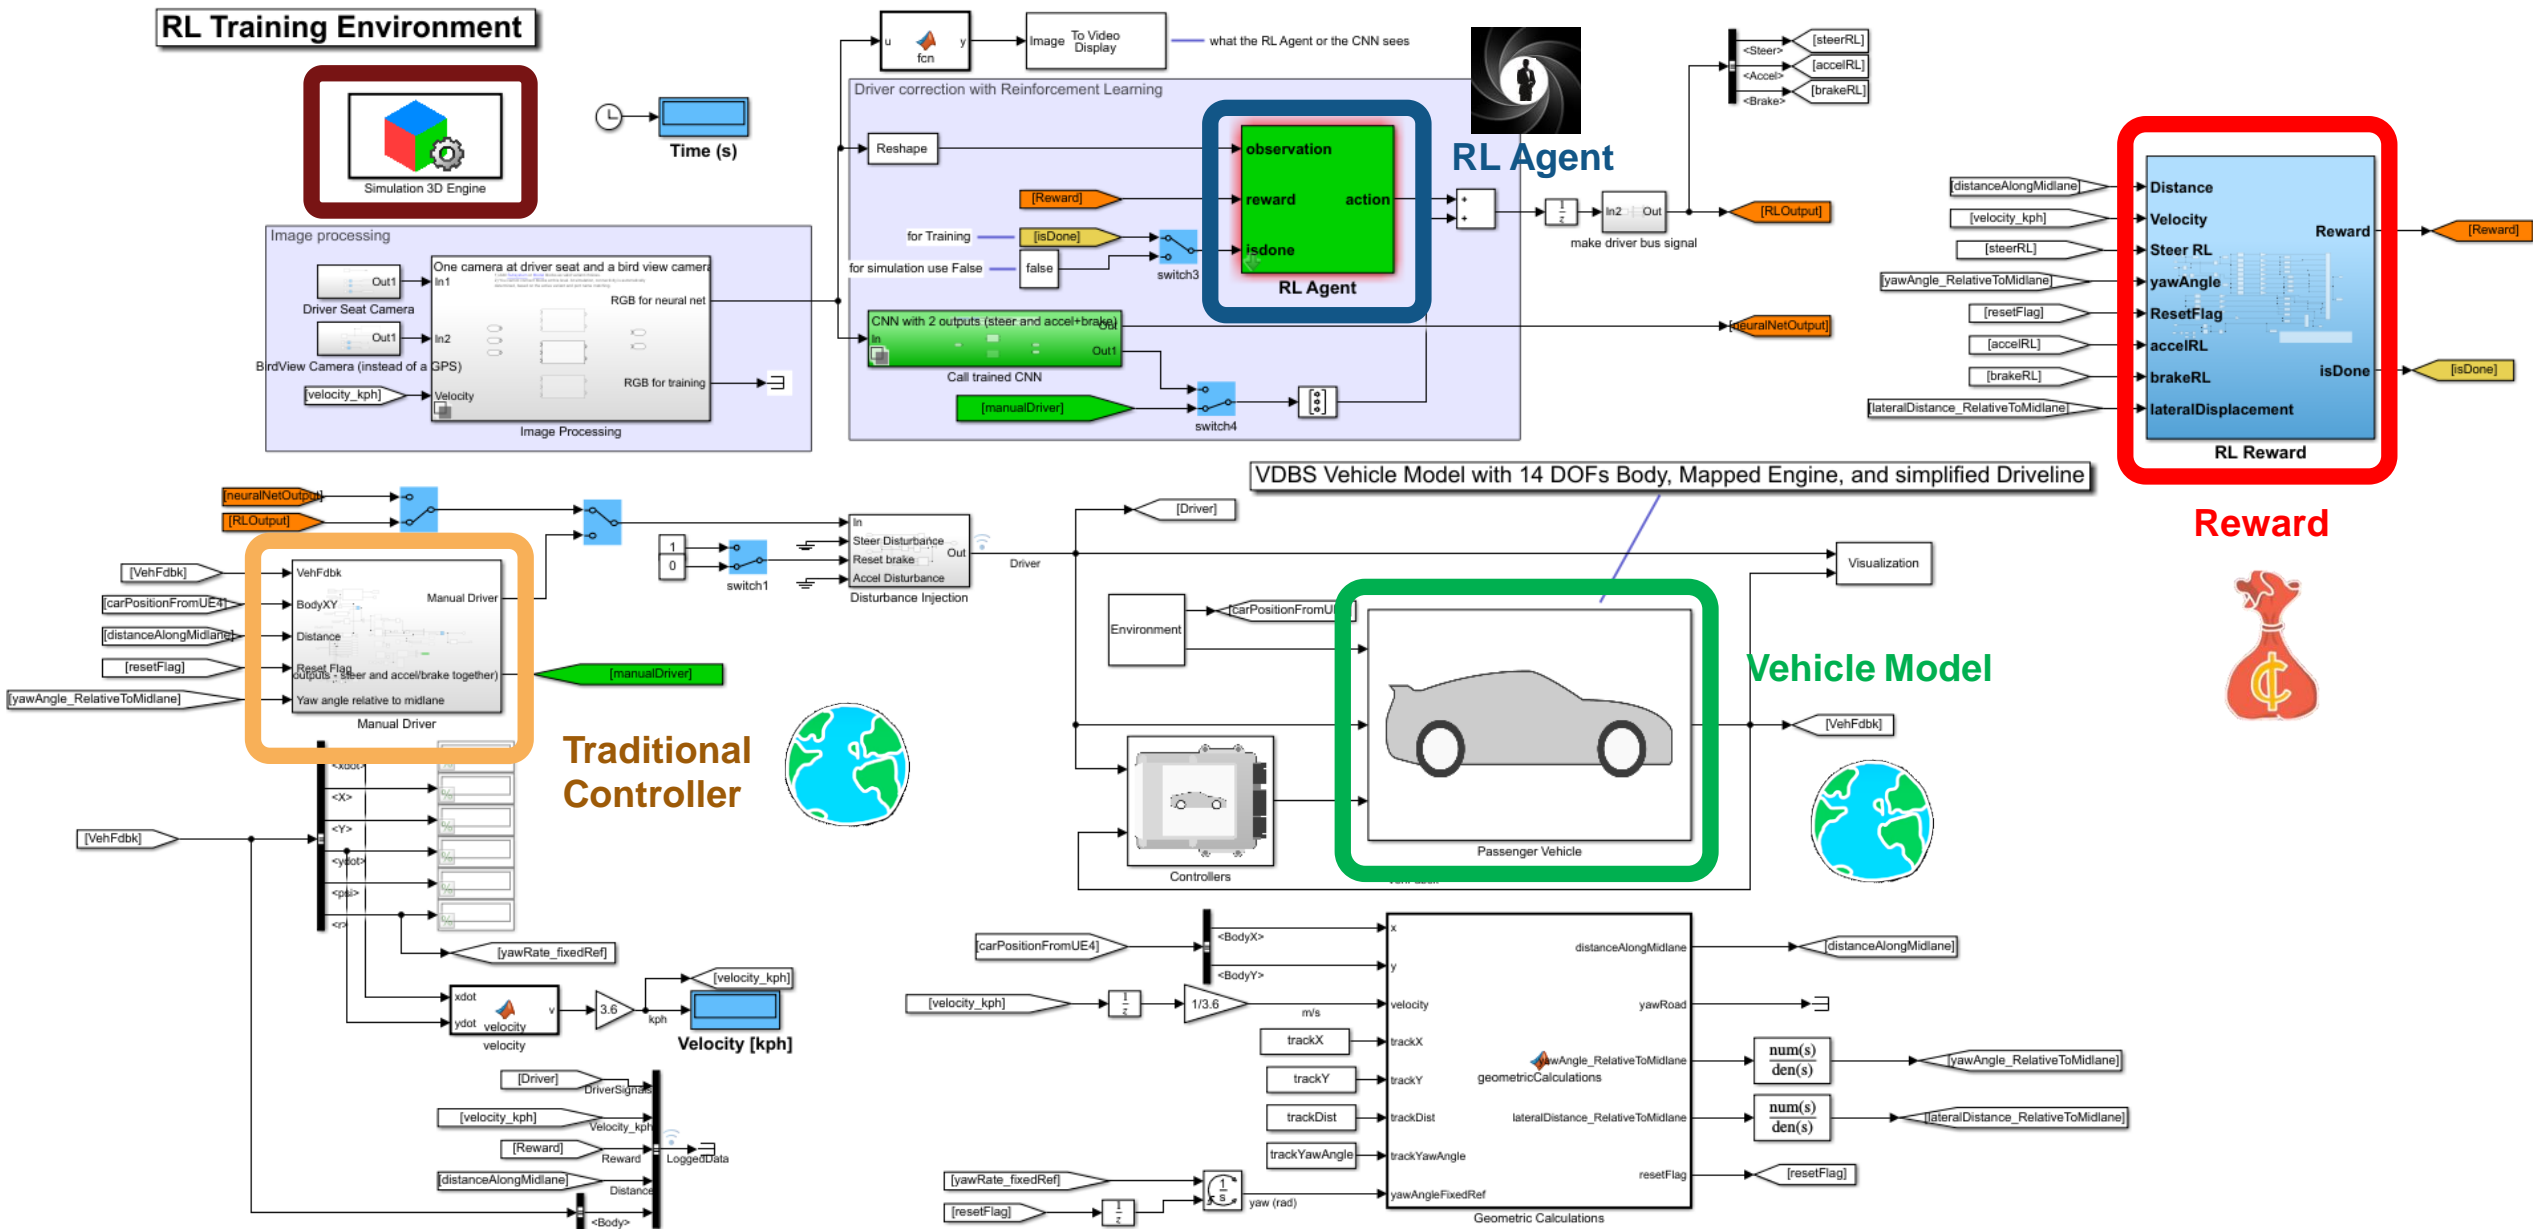 RL Training Environment
Simulation 3D Engine
Time (s)
u
fcn
y
Image
To Video
Display
what the RL Agent or the CNN sees
<Steer>
<Accel>
<Brake>
[steerRL]
[accelRL]
[brakeRL]
Driver correction with Reinforcement Learning
Reshape
[Reward]
for Training
[isDone]
for simulation use False
false
switch3
observation
reward
action
isdone
RL Agent
RL Agent
+
+
1
z
In2
Out
make driver bus signal
[RLOutput]
CNN with 2 outputs (steer and accel+brake)
In
Out
Out1
Call trained CNN
[neuralNetOutput]
[manualDriver]
switch4
Image processing
Out1
Driver Seat Camera
Out1
BirdView Camera (instead of a GPS)
[velocity_kph]
One camera at driver seat and a bird view camera
In1
In2
Velocity
RGB for neural net
RGB for training
Image Processing
[distanceAlongMidlane]
[velocity_kph]
[steerRL]
[yawAngle_RelativeToMidlane]
[resetFlag]
[accelRL]
[brakeRL]
[lateralDistance_RelativeToMidlane]
Distance
Velocity
Steer RL
yawAngle
ResetFlag
accelRL
brakeRL
lateralDisplacement
Reward
isDone
RL Reward
[Reward]
[isDone]
Reward
¢
VDBS Vehicle Model with 14 DOFs Body, Mapped Engine, and simplified Driveline
[neuralNetOutput]
[RLOutput]
[VehFdbk]
[carPositionFromUE4]
[distanceAlongMidlane]
[resetFlag]
[yawAngle_RelativeToMidlane]
VehFdbk
BodyXY
Distance
Reset Flag
outputs - steer and accel/brake together)
Yaw angle relative to midlane
Manual Driver
Manual Driver
[manualDriver]
Traditional
Controller
1
0
switch1
In
Steer Disturbance
Reset brake
Accel Disturbance
Out
Disturbance Injection
Driver
[Driver]
Visualization
Environment
[carPositionFromUE4]
Controllers
Passenger Vehicle
Vehicle Model
[VehFdbk]
[VehFdbk]
<xdot>
<X>
<Y>
<ydot>
<psi>
<r>
[yawRate_fixedRef]
xdot
ydot
velocity
v
velocity
3.6
kph
[velocity_kph]
Velocity [kph]
[Driver]
DriverSignals
[velocity_kph]
Velocity_kph
[Reward]
Reward
[distanceAlongMidlane]
Distance
<Body>
LoggedData
[carPositionFromUE4]
<BodyX>
<BodyY>
[velocity_kph]
1
z
1/3.6
m/s
trackX
trackY
trackDist
trackYawAngle
[yawRate_fixedRef]
[resetFlag]
1
z
1
s
yaw (rad)
x
y
velocity
trackX
trackY
trackDist
trackYawAngle
yawAngleFixedRef
geometricCalculations
distanceAlongMidlane
yawRoad
yawAngle_RelativeToMidlane
lateralDistance_RelativeToMidlane
resetFlag
Geometric Calculations
[distanceAlongMidlane]
num(s)
den(s)
[yawAngle_RelativeToMidlane]
num(s)
den(s)
[lateralDistance_RelativeToMidlane]
[resetFlag]